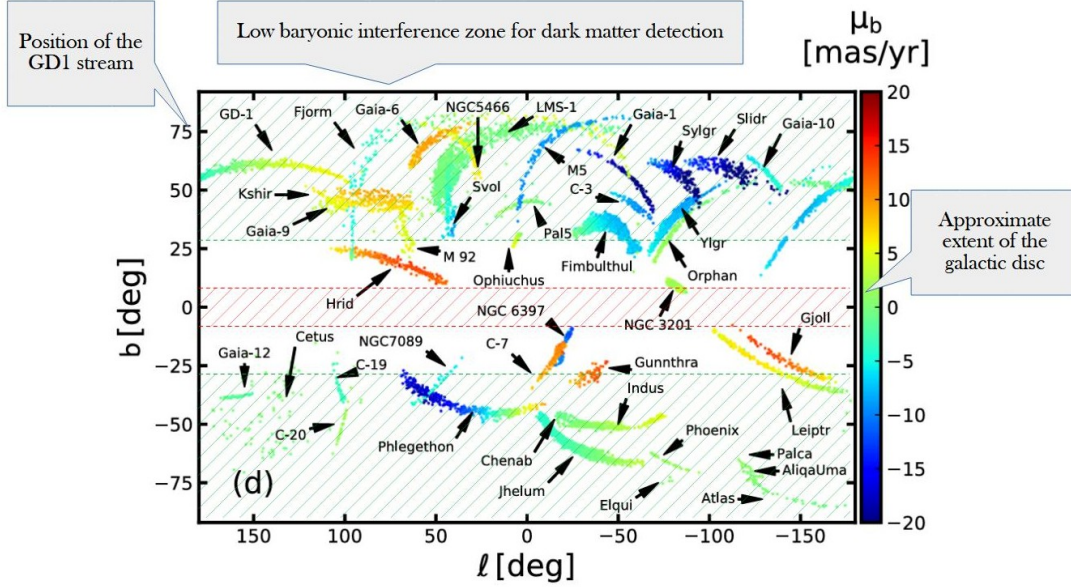 Position of the
GD1 stream
Low baryonic interference zone for dark matter detection
μb
[mas/yr]
GD-1
Fjorm
Gaia-6
NGC5466
LMS-1
Gaia-1
Sylgr
Slidr
Gaia-10
Kshir
Gaia-9
Svol
M5
C-3
M 92
Pal5
Ylgr
Ophiuchus
Fimbulthul
Orphan
Hrid
NGC 6397
NGC 3201
Gjoll
Cetus
Gaia-12
C-19
NGC7089
C-7
Gunnthra
Indus
C-20
Phlegethon
Chenab
Jhelum
Phoenix
Elqui
Leiptr
Palca
AliqaUma
Atlas
(d)
Approximate
extent of the
galactic disc
b [deg]
75
50
25
0
−25
−50
−75
150
100
50
0
−50
−100
−150
ℓ [deg]
20
15
10
5
0
−5
−10
−15
−20